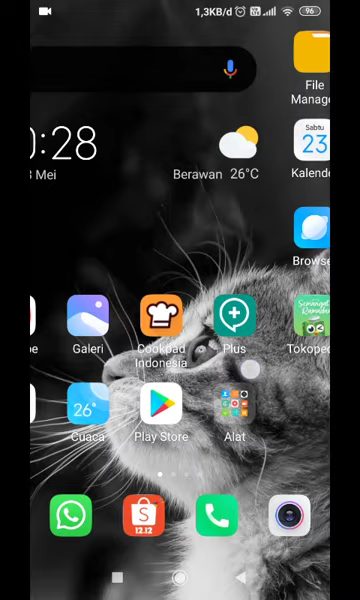 1,3KB/d
96
File
Manage
0:28
Berawan 26°C
8 Mei
Sabtu
23
Kalend
Browse
Galeri
Cookpad
Indonesia
Plus
Tokope
26°
Cuaca
Play Store
Alat
12.12